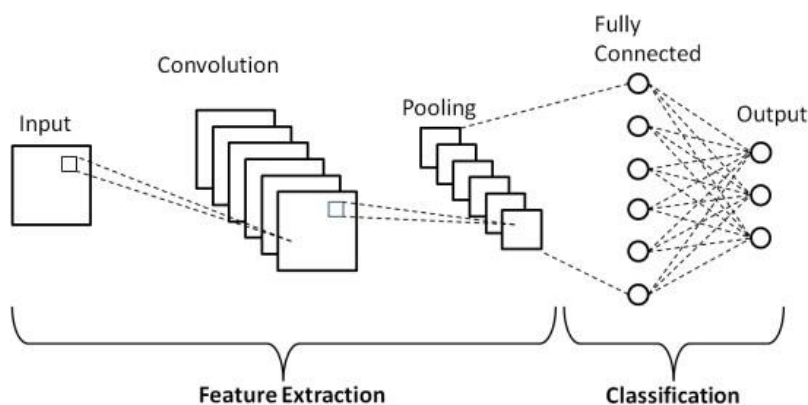 Input
Convolution
Pooling
Fully
Connected
Output
Feature Extraction
Classification